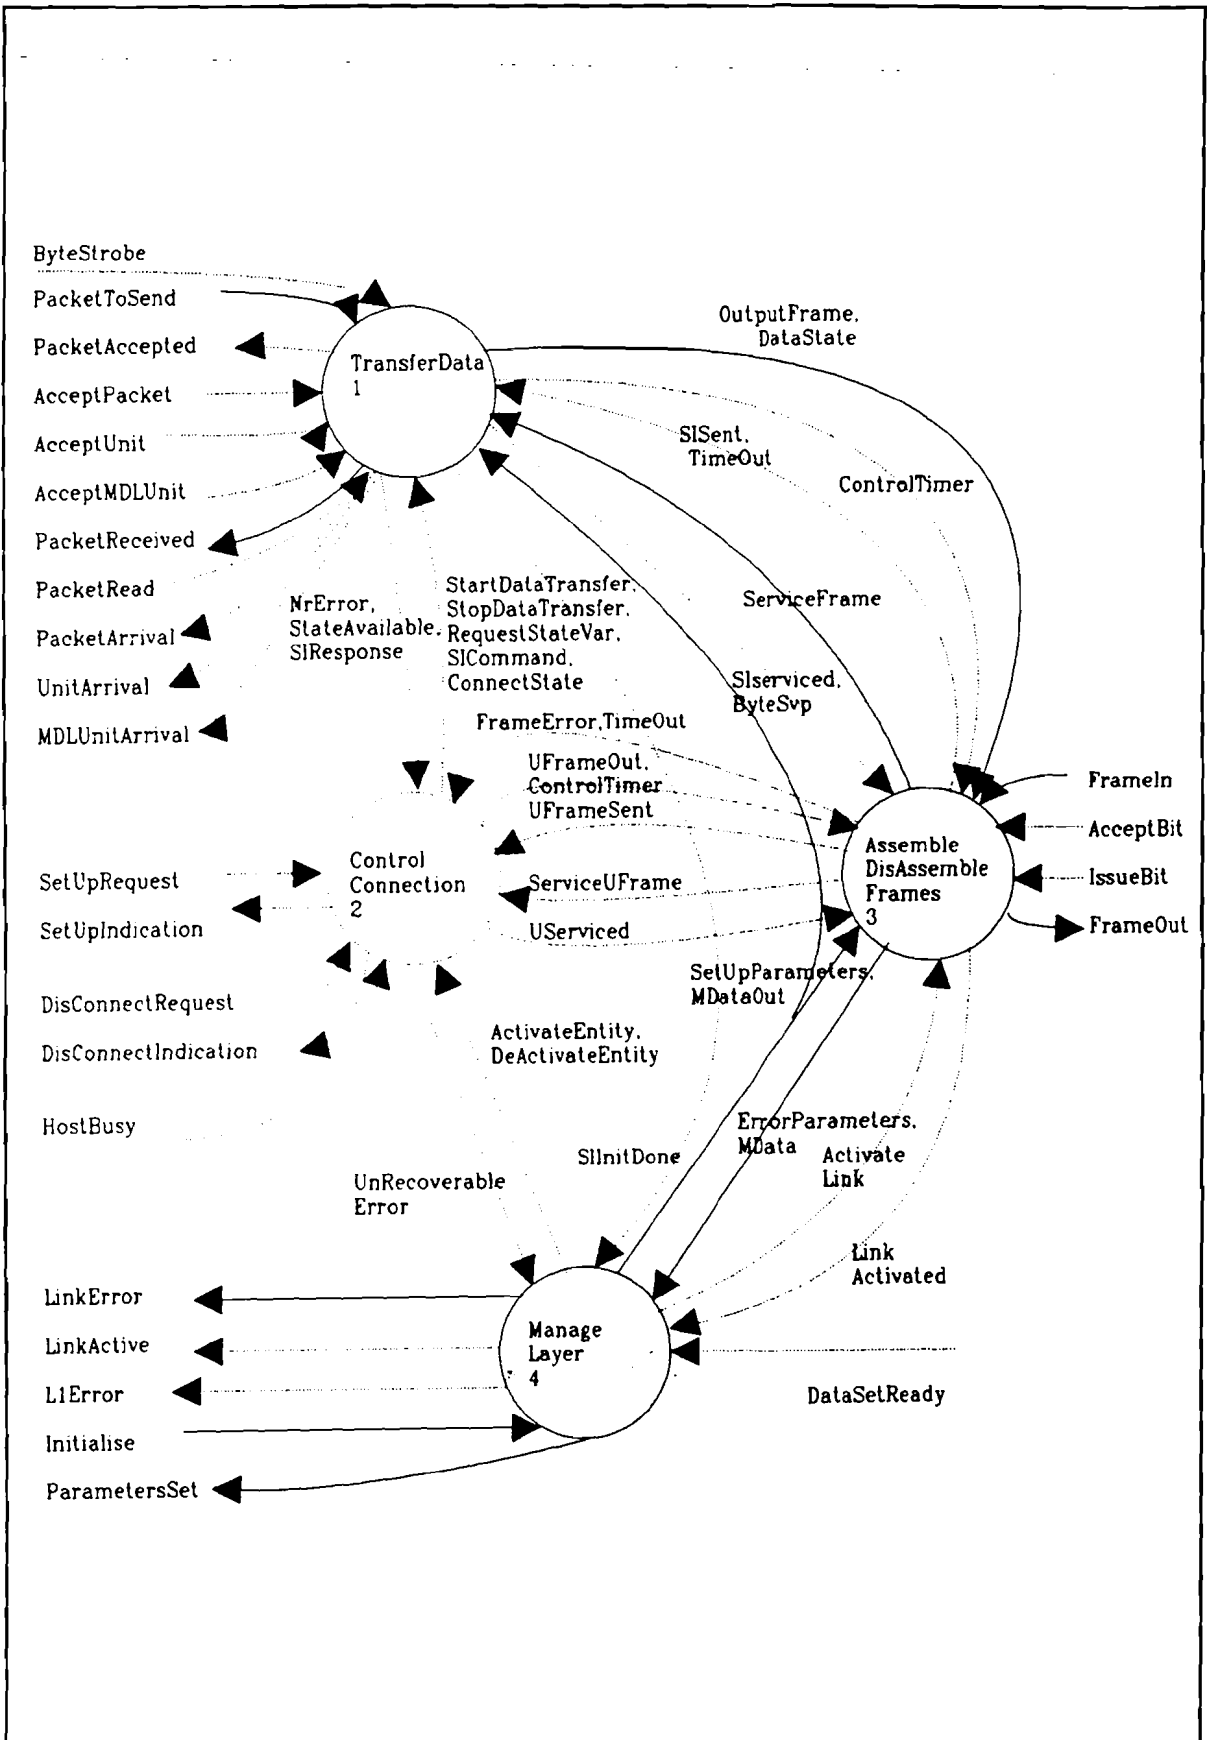 ByteStrobe
PacketToSend
PacketAccepted
AcceptPacket
AcceptUnit
AcceptMDLUnit
PacketReceived
PacketRead
PacketArrival
UnitArrival
MDLUnitArrival
TransferData
1
OutputFrame,
DataState
SISent,
TimeOut
ControlTimer
ServiceFrame
SIserviced,
ByteSvp
NrError,
StateAvailable,
SIResponse
StartDataTransfer,
StopDataTransfer,
RequestStateVar,
SICommand,
ConnectState
FrameError,TimeOut
UFrameOut,
ControlTimer
UFrameSent
ServiceUFrame
UServiced
Control
Connection
2
SetUpRequest
SetUpIndication
DisConnectRequest
DisConnectIndication
HostBusy
Assemble
DisAssemble
Frames
3
FrameIn
AcceptBit
IssueBit
FrameOut
SetUpParameters,
MDataOut
ActivateEntity,
DeActivateEntity
ErrorParameters,
MData
SIInitDone
Activate
Link
UnRecoverable
Error
Link
Activated
LinkError
LinkActive
L1Error
Initialise
ParametersSet
Manage
Layer
4
DataSetReady